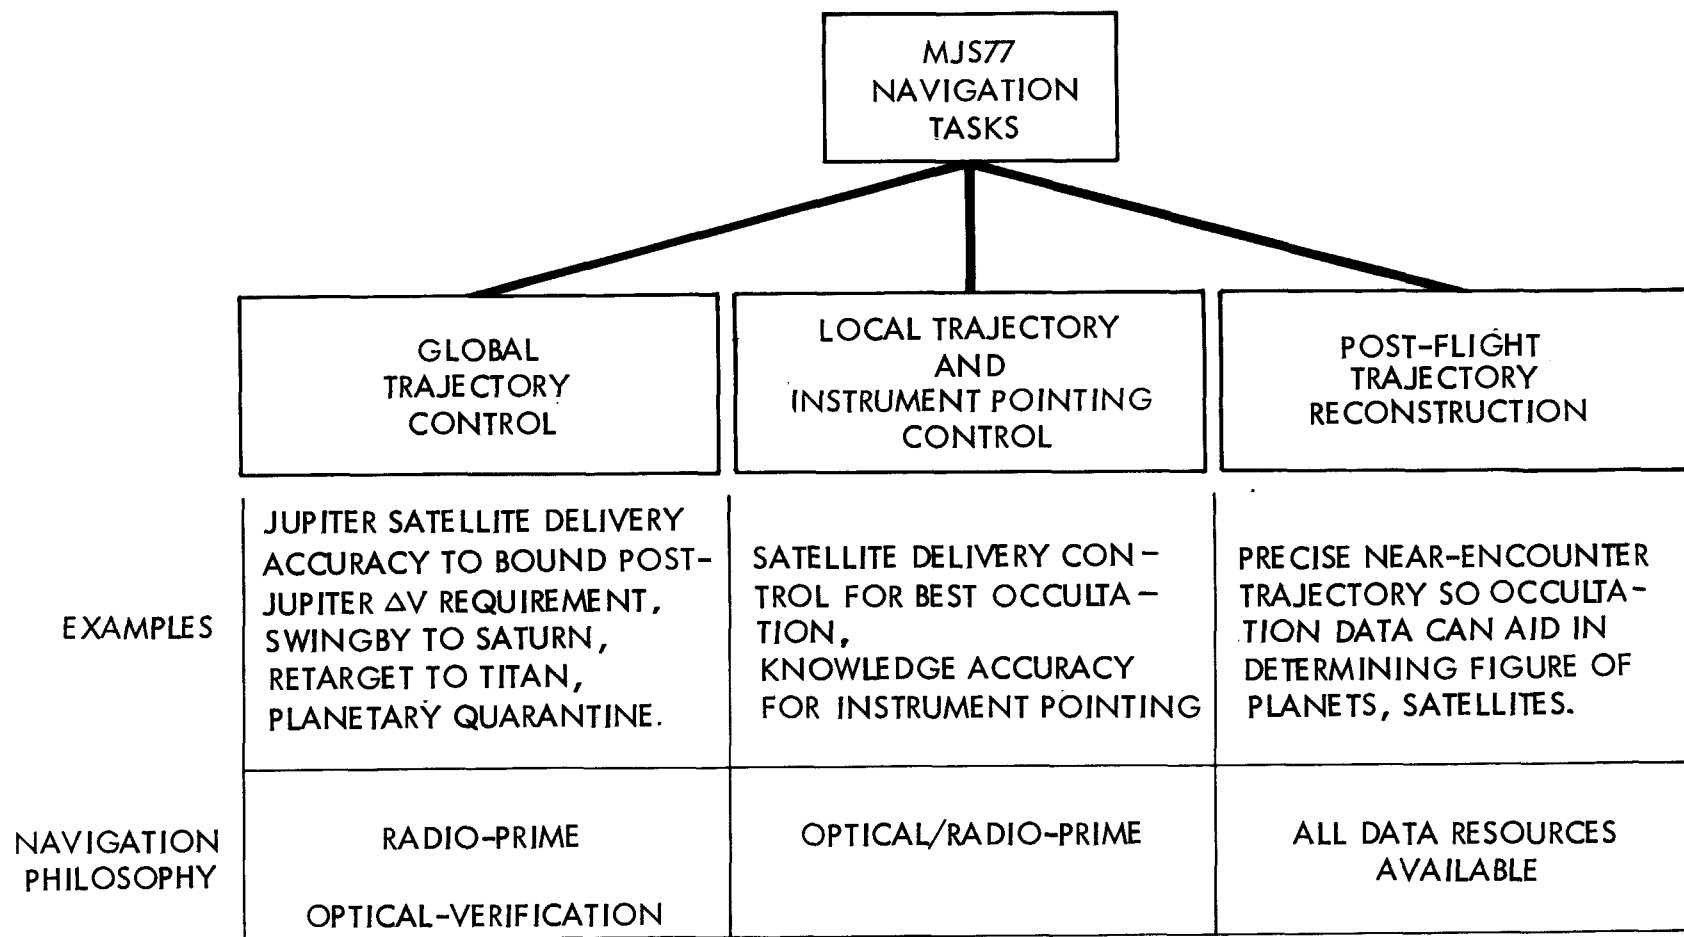 MJS77
NAVIGATION
TASKS
GLOBAL
TRAJECTORY
CONTROL
LOCAL TRAJECTORY
AND
INSTRUMENT POINTING
CONTROL
POST-FLIGHT
TRAJECTORY
RECONSTRUCTION
EXAMPLES
JUPITER SATELLITE DELIVERY
ACCURACY TO BOUND POST-
JUPITER ΔV REQUIREMENT,
SWINGBY TO SATURN,
RETARGET TO TITAN,
PLANETARY QUARANTINE.
SATELLITE DELIVERY CON-
TROL FOR BEST OCCULTA-
TION,
KNOWLEDGE ACCURACY
FOR INSTRUMENT POINTING
PRECISE NEAR-ENCOUNTER
TRAJECTORY SO OCCULTA-
TION DATA CAN AID IN
DETERMINING FIGURE OF
PLANETS, SATELLITES.
NAVIGATION
PHILOSOPHY
RADIO-PRIME
OPTICAL-VERIFICATION
OPTICAL/RADIO-PRIME
ALL DATA RESOURCES
AVAILABLE